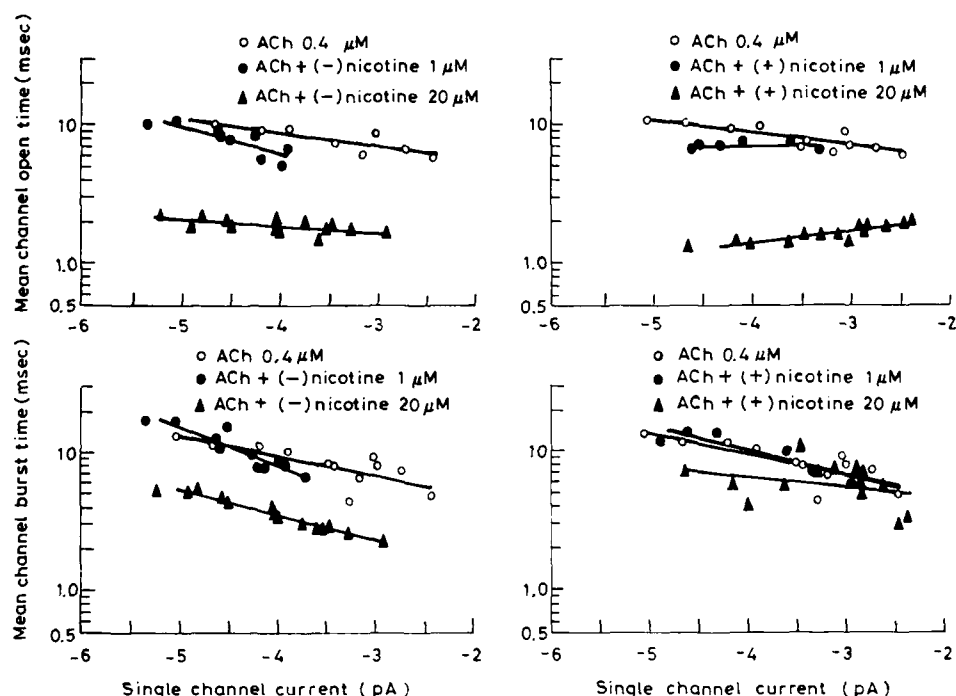 Mean channel open time (msec)
○ ACh 0.4 μM
● ACh + (−) nicotine 1 μM
▲ ACh + (−) nicotine 20 μM
10
1.0
0.5
-6 -5 -4 -3 -2
○ ACh 0.4 μM
● ACh + (+) nicotine 1 μM
▲ ACh + (+) nicotine 20 μM
10
1.0
0.5
-6 -5 -4 -3 -2
Mean channel burst time (msec)
○ ACh 0.4 μM
● ACh + (−) nicotine 1 μM
▲ ACh + (−) nicotine 20 μM
10
1.0
0.5
-6 -5 -4 -3 -2
Single channel current (pA)
○ ACh 0.4 μM
● ACh + (+) nicotine 1 μM
▲ ACh + (+) nicotine 20 μM
10
1.0
0.5
-6 -5 -4 -3 -2
Single channel current (pA)